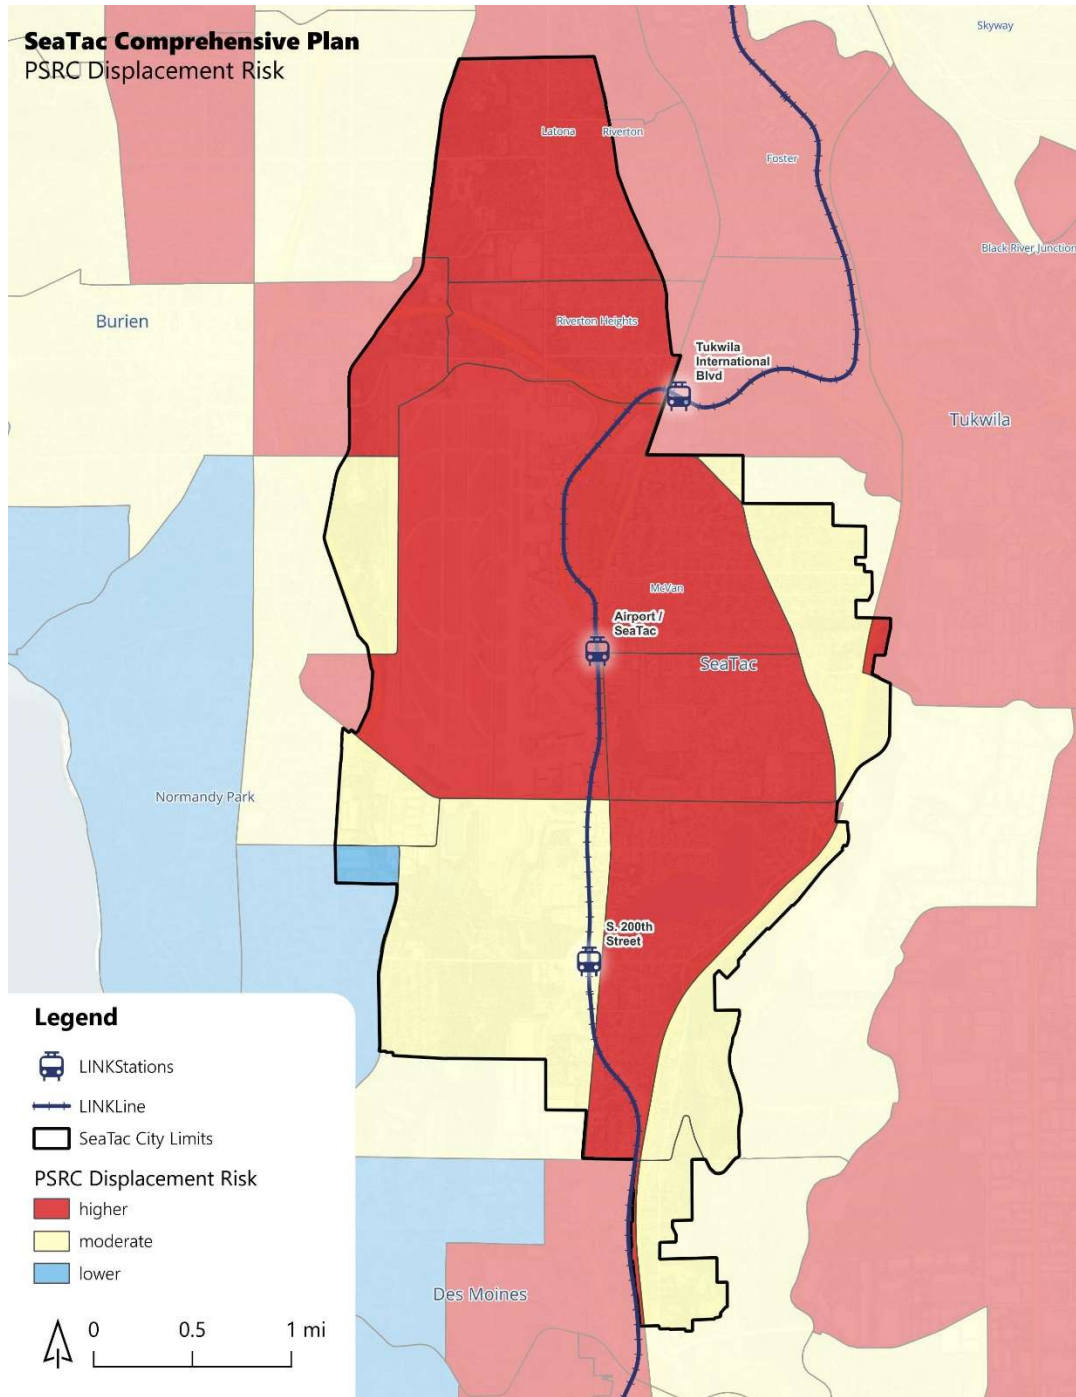 SeaTac Comprehensive Plan
PSRC Displacement Risk
Skyway
Latona
Riverton
Foster
Black River Junction
Burien
Riverton Heights
Tukwila
International
Blvd
Tukwila
McVan
Airport /
SeaTac
SeaTac
Normandy Park
S. 200th
Street
Legend
LINKStations
LINKLine
SeaTac City Limits
PSRC Displacement Risk
higher
moderate
lower
0 0.5 1 mi
Des Moines